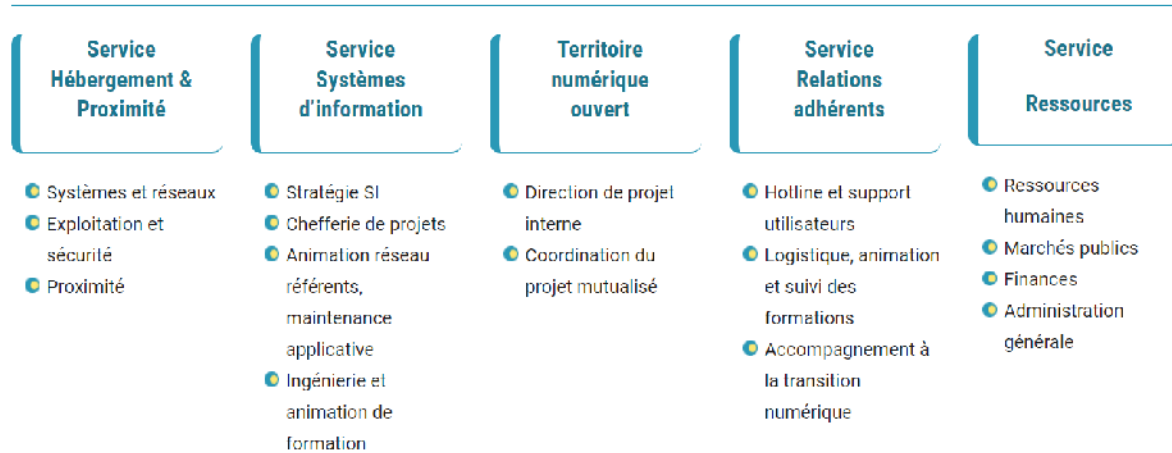 Service
Hébergement &
Proximité
Systèmes et réseaux
Exploitation et
sécurité
Proximité
Service
Systèmes
d'information
Stratégie SI
Chefferie de projets
Animation réseau
référents,
maintenance
applicative
Ingénierie et
animation de
formation
Territoire
numérique
ouvert
Direction de projet
interne
Coordination du
projet mutualisé
Service
Relations
adhérents
Hotline et support
utilisateurs
Logistique, animation
et suivi des
formations
Accompagnement à
la transition
numérique
Service
Ressources
Ressources
humaines
Marchés publics
Finances
Administration
générale